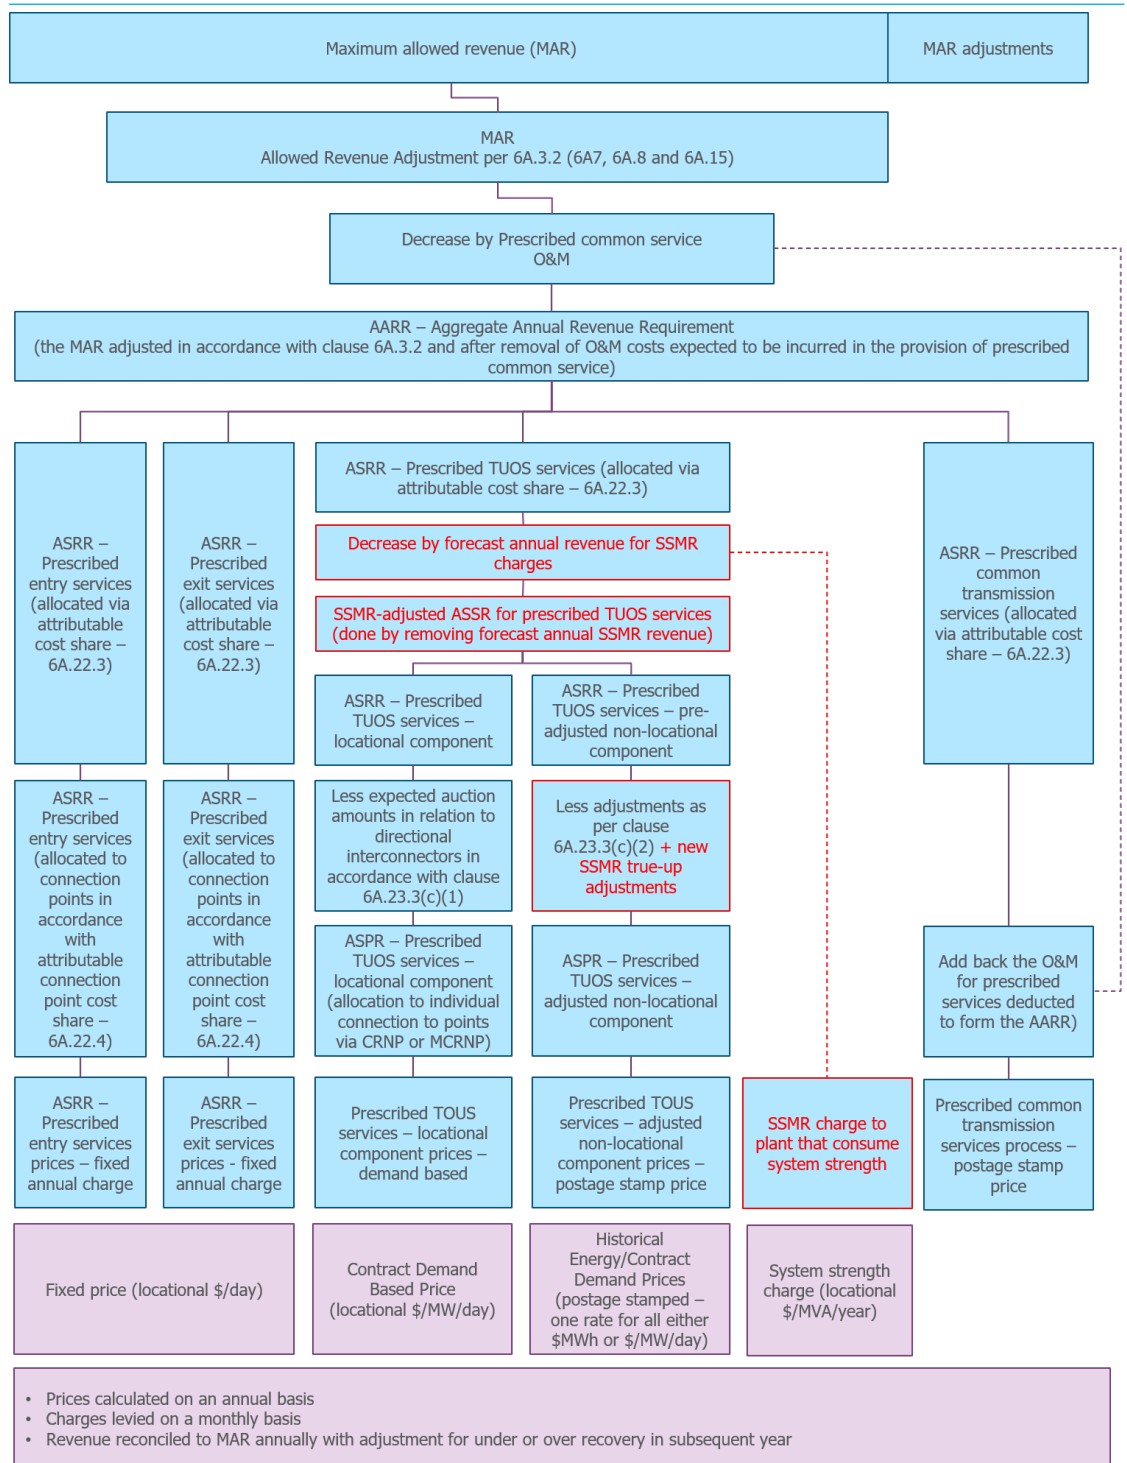 Maximum allowed revenue (MAR)
MAR adjustments
MAR
Allowed Revenue Adjustment per 6A.3.2 (6A7, 6A.8 and 6A.15)
Decrease by Prescribed common service
O&M
AARR – Aggregate Annual Revenue Requirement
(the MAR adjusted in accordance with clause 6A.3.2 and after removal of O&M costs expected to be incurred in the provision of prescribed
common service)
ASRR –
Prescribed
entry services
(allocated via
attributable
cost share –
6A.22.3)
ASRR –
Prescribed
exit services
(allocated via
attributable
cost share –
6A.22.3)
ASRR – Prescribed TUOS services (allocated via
attributable cost share – 6A.22.3)
Decrease by forecast annual revenue for SSMR
charges
SSMR-adjusted ASSR for prescribed TUOS services
(done by removing forecast annual SSMR revenue)
ASRR – Prescribed
TUOS services –
locational component
ASRR – Prescribed
TUOS services – pre-
adjusted non-locational
component
ASRR – Prescribed
common
transmission
services (allocated
via attributable cost
share – 6A.22.3)
ASRR –
Prescribed
entry services
(allocated to
connection
points in
accordance
with
attributable
connection
point cost
share –
6A.22.4)
ASRR –
Prescribed
exit services
(allocated to
connection
points in
accordance
with
attributable
connection
point cost
share –
6A.22.4)
Less expected auction
amounts in relation to
directional
interconnectors in
accordance with clause
6A.23.3(c)(1)
Less adjustments as
per clause
6A.23.3(c)(2) + new
SSMR true-up
adjustments
ASPR – Prescribed
TUOS services –
locational component
(allocation to individual
connection to points
via CRNP or MCRNP)
ASPR – Prescribed
TUOS services –
adjusted non-locational
component
Add back the O&M
for prescribed
services deducted
to form the AARR)
ASRR –
Prescribed
entry services
prices – fixed
annual charge
ASRR –
Prescribed
exit services
prices - fixed
annual charge
Prescribed TOUS
services – locational
component prices –
demand based
Prescribed TOUS
services – adjusted
non-locational
component prices –
postage stamp price
SSMR charge to
plant that consume
system strength
Prescribed common
transmission
services process –
postage stamp
price
Fixed price (locational $/day)
Contract Demand
Based Price
(locational $/MW/day)
Historical
Energy/Contract
Demand Prices
(postage stamped –
one rate for all either
$MWh or $/MW/day)
System strength
charge (locational
$/MVA/year)
• Prices calculated on an annual basis
• Charges levied on a monthly basis
• Revenue reconciled to MAR annually with adjustment for under or over recovery in subsequent year